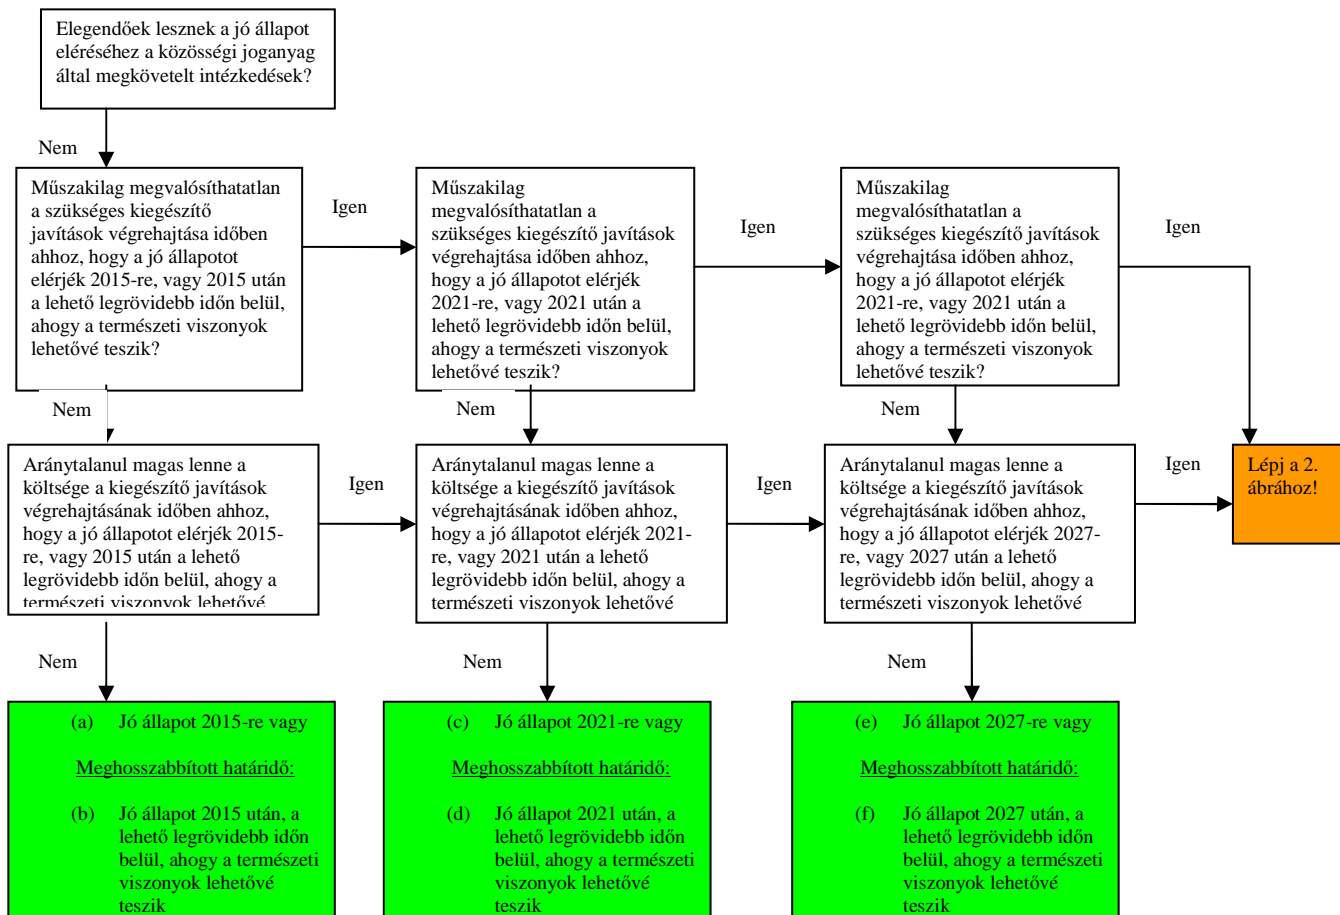 Elegendőek lesznek a jó állapot
eléréséhez a közösségi joganyag
által megkövetelt intézkedések?
Nem
Műszakilag megvalósíthatatlan
a szükséges kiegészítő
javítások végrehajtása időben
ahhoz, hogy a jó állapotot
elérjék 2015-re, vagy 2015 után
a lehető legrövidebb időn belül,
ahogy a természeti viszonyok
lehetővé teszik?
Igen
Műszakilag
megvalósíthatatlan a
szükséges kiegészítő javítások
végrehajtása időben ahhoz,
hogy a jó állapotot elérjék
2021-re, vagy 2021 után a
lehető legrövidebb időn belül,
ahogy a természeti viszonyok
lehetővé teszik?
Igen
Műszakilag
megvalósíthatatlan a
szükséges kiegészítő javítások
végrehajtása időben ahhoz,
hogy a jó állapotot elérjék
2021-re, vagy 2021 után a
lehető legrövidebb időn belül,
ahogy a természeti viszonyok
lehetővé teszik?
Igen
Nem
Nem
Nem
Aránytalanul magas lenne a
költsége a kiegészítő javítások
végrehajtásának időben ahhoz,
hogy a jó állapotot elérjék 2015-
re, vagy 2015 után a lehető
legrövidebb időn belül, ahogy a
természeti viszonyok lehetővé
Igen
Aránytalanul magas lenne a
költsége a kiegészítő javítások
végrehajtásának időben ahhoz,
hogy a jó állapotot elérjék 2021-
re, vagy 2021 után a lehető
legrövidebb időn belül, ahogy a
természeti viszonyok lehetővé
Igen
Aránytalanul magas lenne a
költsége a kiegészítő javítások
végrehajtásának időben ahhoz,
hogy a jó állapotot elérjék 2027-
re, vagy 2027 után a lehető
legrövidebb időn belül, ahogy a
természeti viszonyok lehetővé
Igen
Lépj a 2.
ábrához!
Nem
Nem
Nem
(a) Jó állapot 2015-re vagy
Meghosszabbított határidő:
(b) Jó állapot 2015 után, a
lehető legrövidebb időn
belül, ahogy a természeti
viszonyok lehetővé
teszik
(c) Jó állapot 2021-re vagy
Meghosszabbított határidő:
(d) Jó állapot 2021 után, a
lehető legrövidebb időn
belül, ahogy a természeti
viszonyok lehetővé
teszik
(e) Jó állapot 2027-re vagy
Meghosszabbított határidő:
(f) Jó állapot 2027 után, a
lehető legrövidebb időn
belül, ahogy a természeti
viszonyok lehetővé
teszik